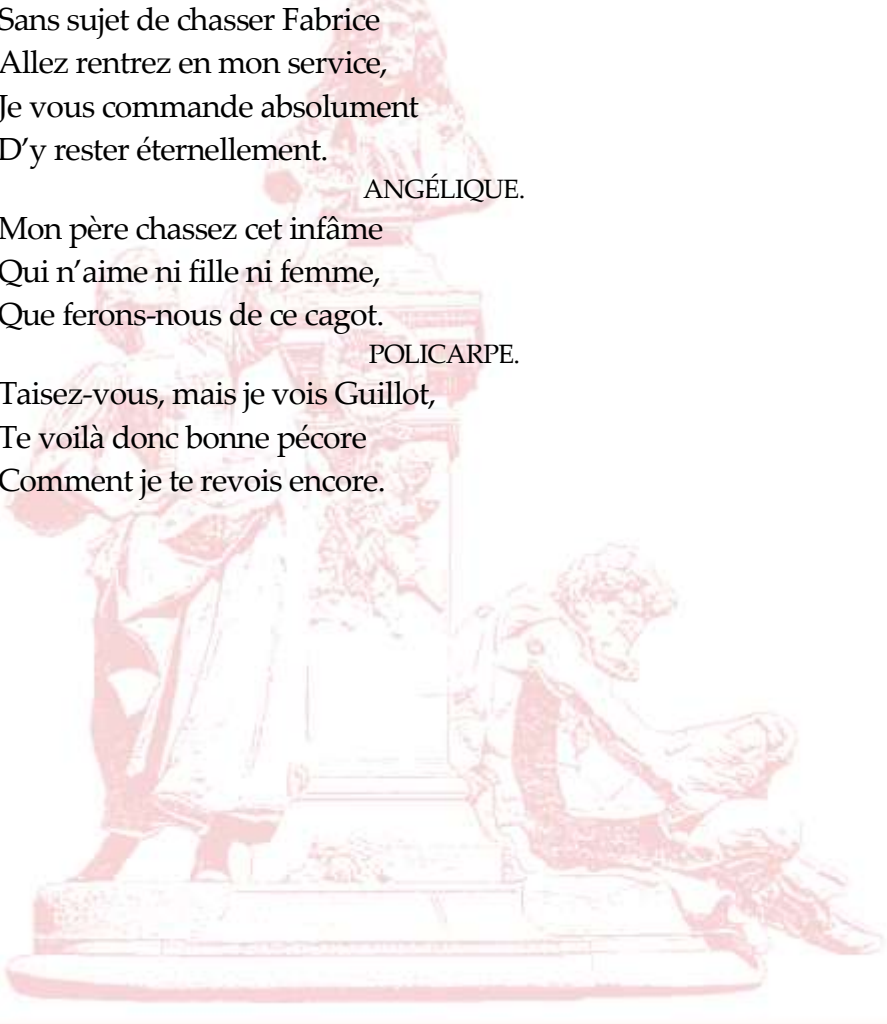 Sans sujet de chasser Fabrice
Allez rentrez en mon service,
Je vous commande absolument
D’y rester éternellement.
ANGÉLIQUE.
Mon père chassez cet infâme
Qui n’aime ni fille ni femme,
Que ferons-nous de ce cagot.
POLICARPE.
Taisez-vous, mais je vois Guillot,
Te voilà donc bonne pécore
Comment je te revois encore.